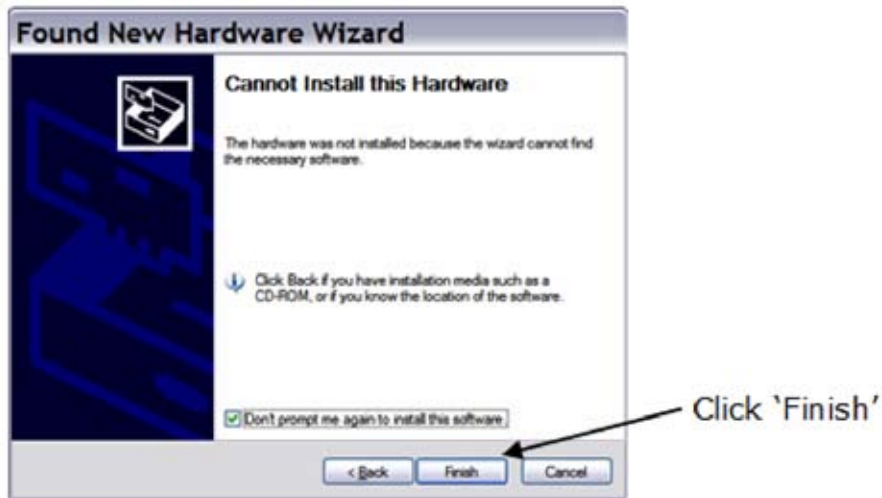 Found New Hardware Wizard
Cannot Install this Hardware
The hardware was not installed because the wizard cannot find
the necessary software.
Click Back if you have installation media such as a
CD-ROM, or if you know the location of the software.
Don't prompt me again to install this software.
< Back Finish Cancel
Click ‘Finish’